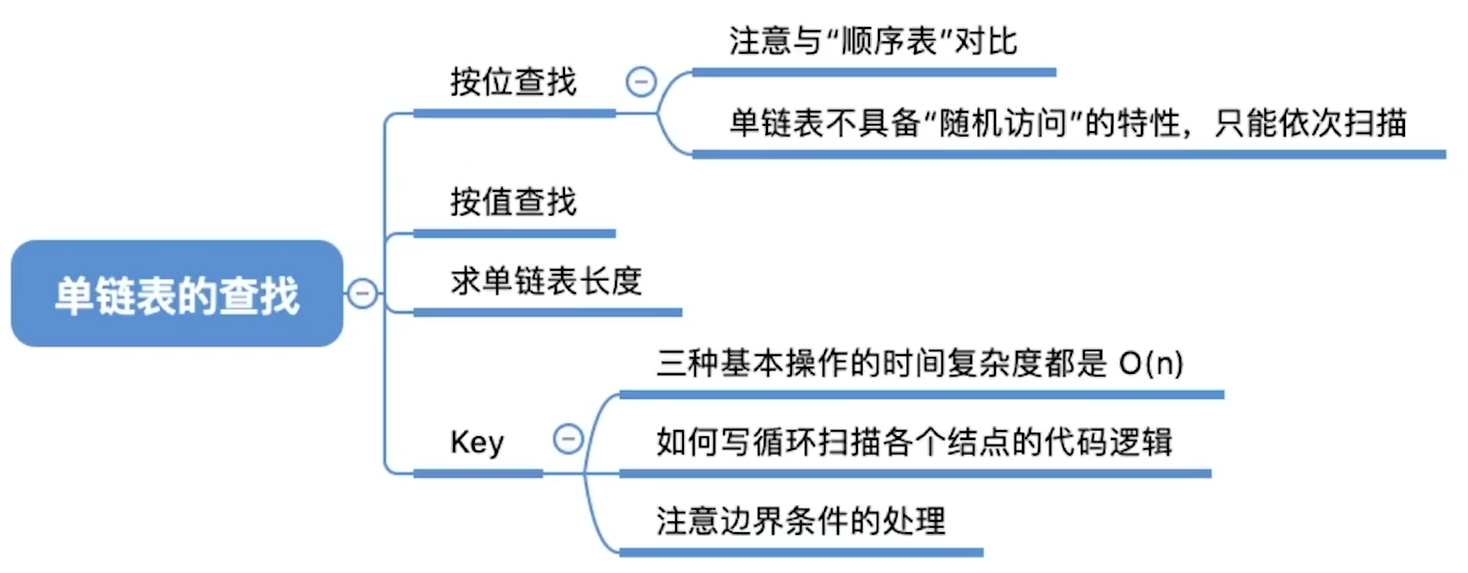 单链表的查找
按位查找
注意与“顺序表”对比
单链表不具备“随机访问”的特性，只能依次扫描
按值查找
求单链表长度
Key
三种基本操作的时间复杂度都是 O(n)
如何写循环扫描各个结点的代码逻辑
注意边界条件的处理